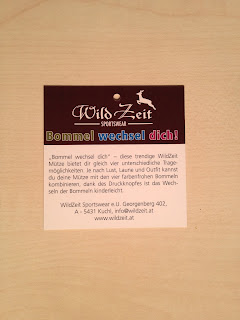 Wild Zeit
SPORTSWEAR
Bommel wechsel dich!
„Bommel wechsel dich" – diese trendige WildZeit
Mütze bietet dir gleich vier unterschiedliche Trage-
möglichkeiten. Je nach Lust, Laune und Outfit kannst
du deine Mütze mit den vier farbenfrohen Bommeln
kombinieren, dank des Druckknopfes ist das Wech-
seln der Bommeln kinderleicht.
WildZeit Sportswear e.U. Georgenberg 402,
A - 5431 Kuchl, info@wildzeit.at
www.wildzeit.at